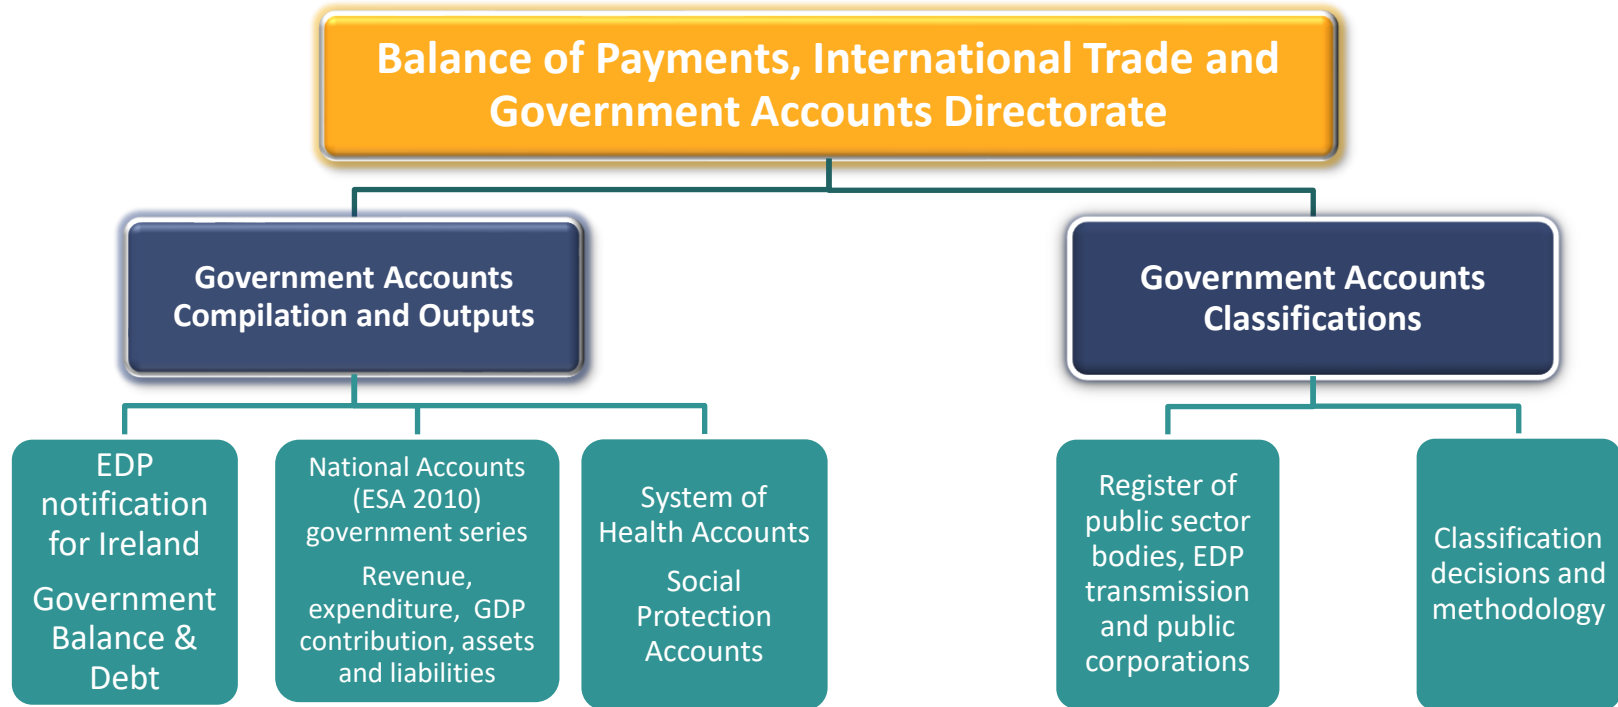 Balance of Payments, International Trade and
Government Accounts Directorate
Government Accounts
Compilation and Outputs
Government Accounts
Classifications
EDP
notification
for Ireland
Government
Balance &
Debt
National Accounts
(ESA 2010)
government series
Revenue,
expenditure, GDP
contribution, assets
and liabilities
System of
Health Accounts
Social
Protection
Accounts
Register of
public sector
bodies, EDP
transmission
and public
corporations
Classification
decisions and
methodology